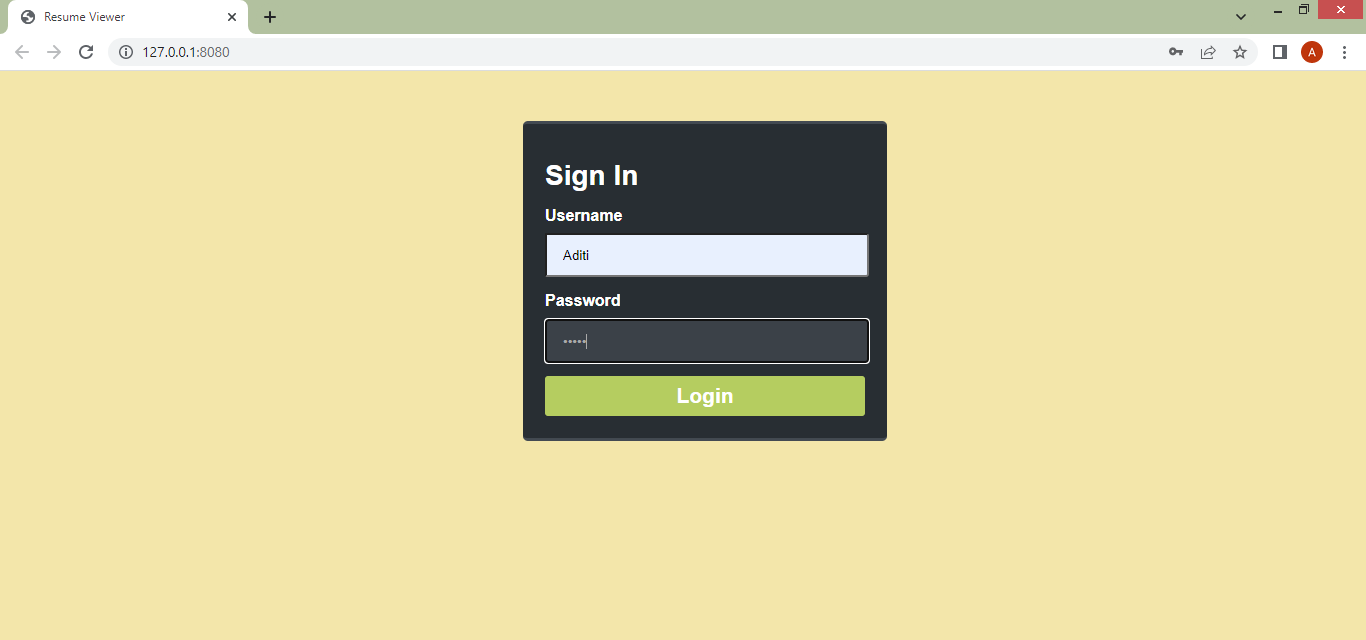 Resume Viewer
127.0.0.1:8080
A
Sign In
Username
Aditi
Password
•••••
Login